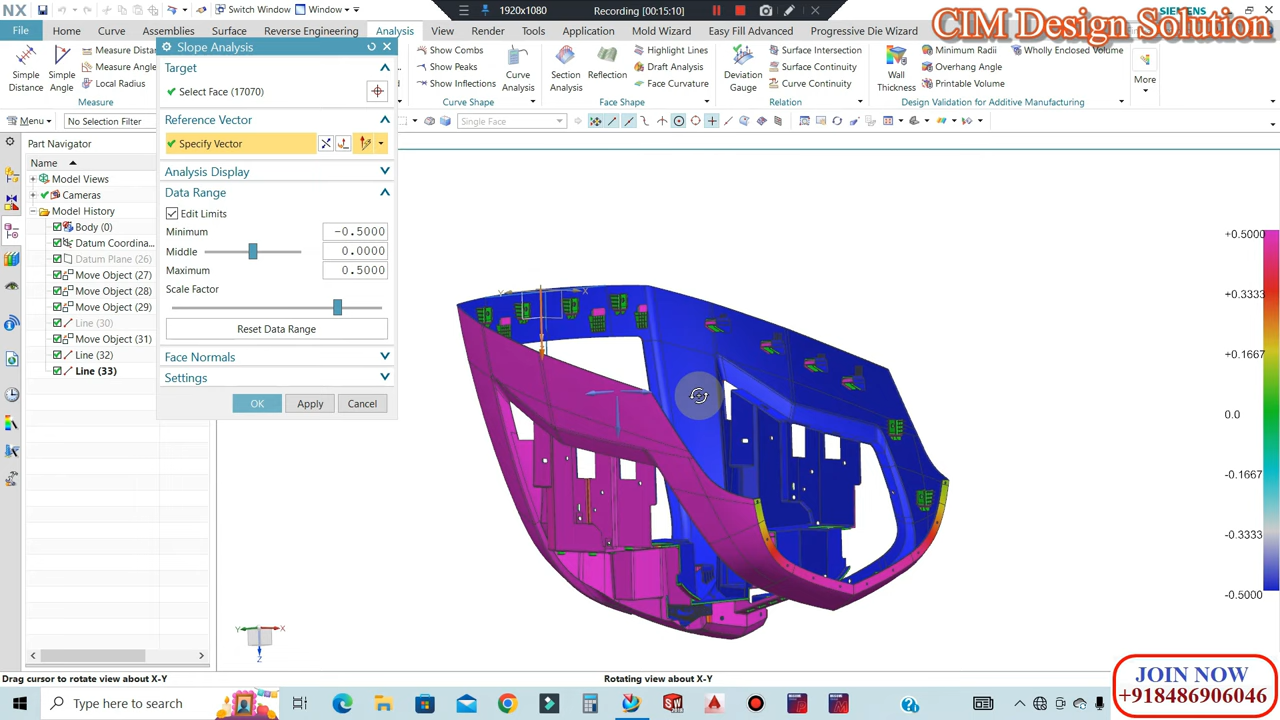 NX
Switch Window
Window
1920x1080
Recording [00:15:10]
SIEMENS
CIM Design Solution
File
Home
Curve
Assemblies
Surface
Reverse Engineering
Analysis
View
Render
Tools
Application
Mold Wizard
Easy Fill Advanced
Progressive Die Wizard
Simple Distance
Simple Angle
Measure Distance
Measure Angle
Local Radius
Measure
Show Combs
Show Peaks
Show Inflections
Curve Analysis
Curve Shape
Section Analysis
Reflection
Highlight Lines
Draft Analysis
Face Curvature
Face Shape
Deviation Gauge
Surface Intersection
Surface Continuity
Curve Continuity
Relation
Wall Thickness
Minimum Radii
Overhang Angle
Printable Volume
Wholly Enclosed Volume
Design Validation for Additive Manufacturing
More
Menu
No Selection Filter
Single Face
Part Navigator
Name
Model Views
Cameras
Model History
Body (0)
Datum Coordina...
Datum Plane (26)
Move Object (27)
Move Object (28)
Move Object (29)
Line (30)
Move Object (31)
Line (32)
Line (33)
Slope Analysis
Target
Select Face (17070)
Reference Vector
Specify Vector
Analysis Display
Data Range
Edit Limits
Minimum
-0.5000
Middle
0.0000
Maximum
0.5000
Scale Factor
Reset Data Range
Face Normals
Settings
OK
Apply
Cancel
+0.5000
+0.3333
+0.1667
0.0
-0.1667
-0.3333
-0.5000
X
Y
Z
Drag cursor to rotate view about X-Y
Rotating view about X-Y
JOIN NOW
+918486906046
Type here to search